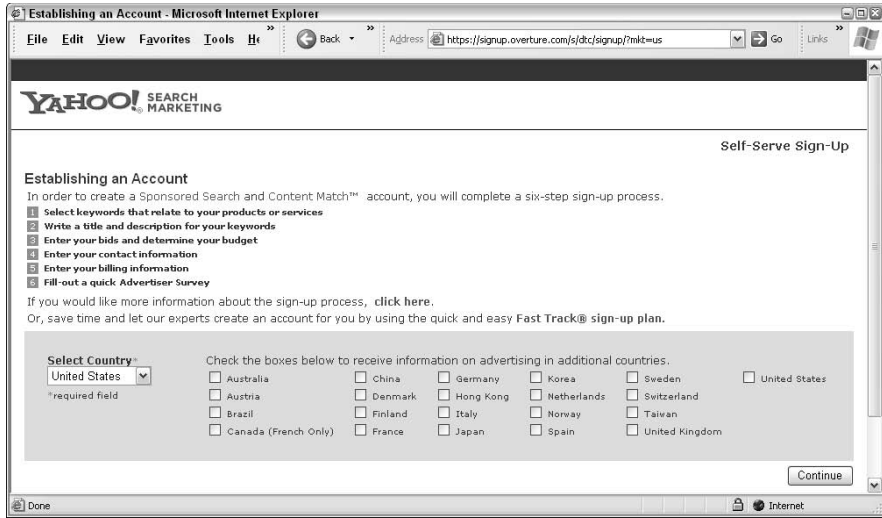 Establishing an Account - Microsoft Internet Explorer
File Edit View Favorites Tools He » Back » Address https://signup.overture.com/s/dtc/signup/?mkt=us Go Links »
YAHOO!® SEARCH MARKETING
Self-Serve Sign-Up
Establishing an Account
In order to create a Sponsored Search and Content Match™ account, you will complete a six-step sign-up process.
1 Select keywords that relate to your products or services
2 Write a title and description for your keywords
3 Enter your bids and determine your budget
4 Enter your contact information
5 Enter your billing information
6 Fill-out a quick Advertiser Survey
If you would like more information about the sign-up process, click here.
Or, save time and let our experts create an account for you by using the quick and easy Fast Track® sign-up plan.
Select Country* Check the boxes below to receive information on advertising in additional countries.
United States Australia China Germany Korea Sweden United States
*required field Austria Denmark Hong Kong Netherlands Switzerland
Brazil Finland Italy Norway Taiwan
Canada (French Only) France Japan Spain United Kingdom
Continue
Done Internet